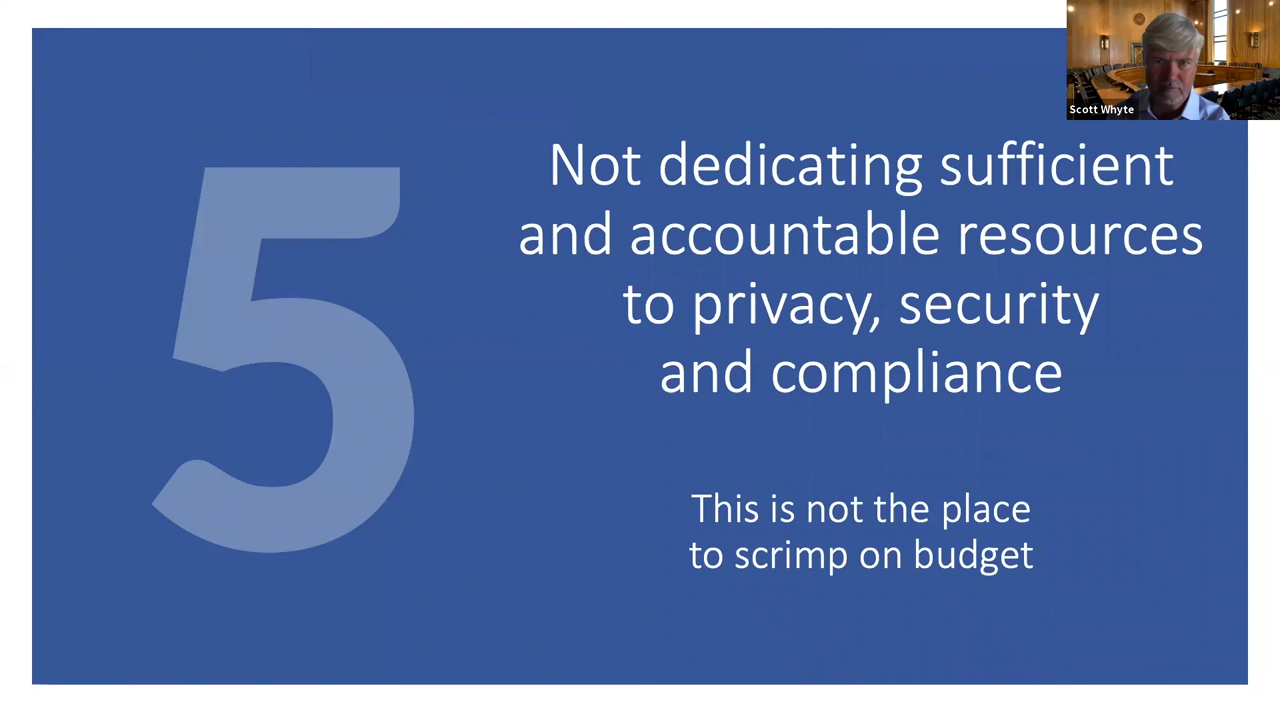 Scott Whyte
5
Not dedicating sufficient
and accountable resources
to privacy, security
and compliance
This is not the place
to scrimp on budget